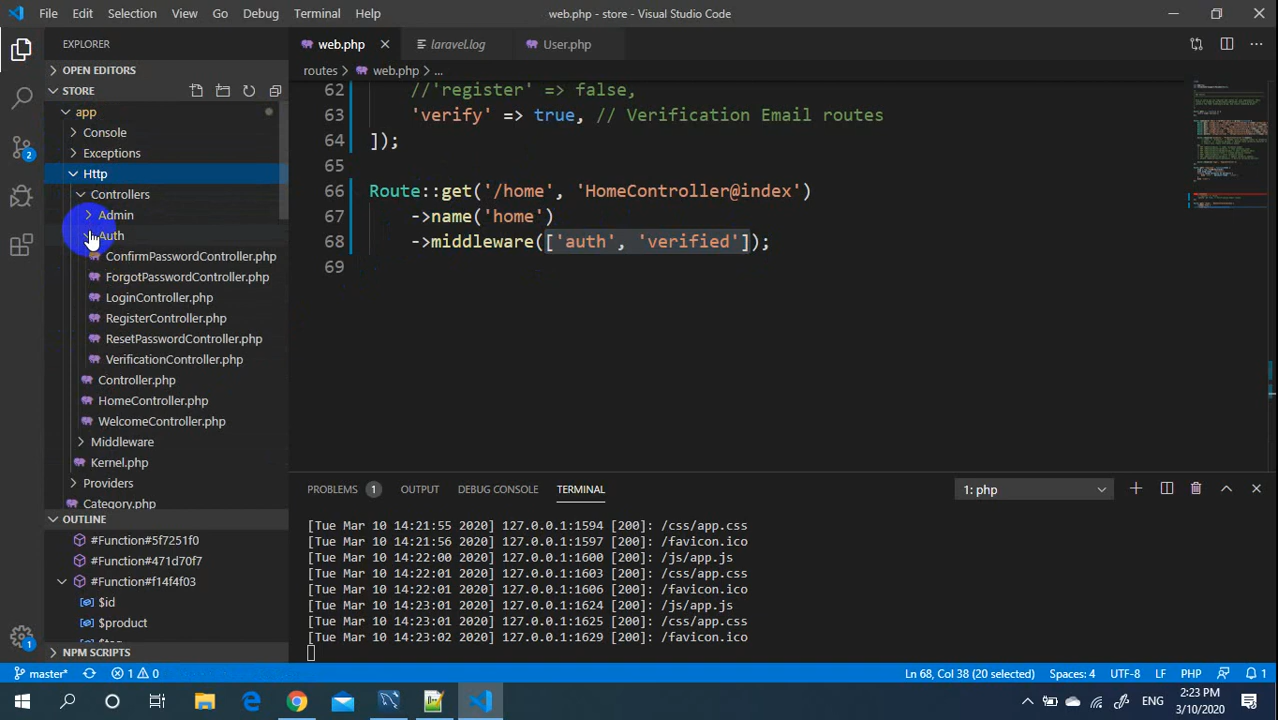 File Edit Selection View Go Debug Terminal Help web.php - store - Visual Studio Code
EXPLORER
OPEN EDITORS
STORE
app
Console
Exceptions
Http
Controllers
Admin
Auth
ConfirmPasswordController.php
ForgotPasswordController.php
LoginController.php
RegisterController.php
ResetPasswordController.php
VerificationController.php
Controller.php
HomeController.php
WelcomeController.php
Middleware
Kernel.php
Providers
Category.php
OUTLINE
#Function#5f7251f0
#Function#471d70f7
#Function#f14f4f03
$id
$product
NPM SCRIPTS
web.php laravel.log User.php
routes web.php ...
62 //'register' => false,
63 'verify' => true, // Verification Email routes
64 ]);
65
66 Route::get('/home', 'HomeController@index')
67 ->name('home')
68 ->middleware(['auth', 'verified']);
69
PROBLEMS 1 OUTPUT DEBUG CONSOLE TERMINAL 1: php
[Tue Mar 10 14:21:55 2020] 127.0.0.1:1594 [200]: /css/app.css
[Tue Mar 10 14:21:56 2020] 127.0.0.1:1597 [200]: /favicon.ico
[Tue Mar 10 14:22:00 2020] 127.0.0.1:1600 [200]: /js/app.js
[Tue Mar 10 14:22:01 2020] 127.0.0.1:1603 [200]: /css/app.css
[Tue Mar 10 14:22:01 2020] 127.0.0.1:1606 [200]: /favicon.ico
[Tue Mar 10 14:23:01 2020] 127.0.0.1:1624 [200]: /js/app.js
[Tue Mar 10 14:23:01 2020] 127.0.0.1:1625 [200]: /css/app.css
[Tue Mar 10 14:23:02 2020] 127.0.0.1:1629 [200]: /favicon.ico
2
1
master* 1 0 Ln 68, Col 38 (20 selected) Spaces: 4 UTF-8 LF PHP 1
ENG 2:23 PM
3/10/2020